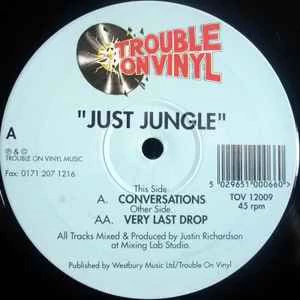 TROUBLE
ON VINYL
"JUST JUNGLE"
A
This Side
A. CONVERSATIONS
Other Side
AA. VERY LAST DROP
℗ & ©
TROUBLE ON VINYL MUSIC
Fax: 0171 207 1216
5 029651 000660 >
TOV 12009
45 rpm
All Tracks Mixed & Produced by Justin Richardson
at Mixing Lab Studio.
Published by Westbury Music Ltd/Trouble On Vinyl